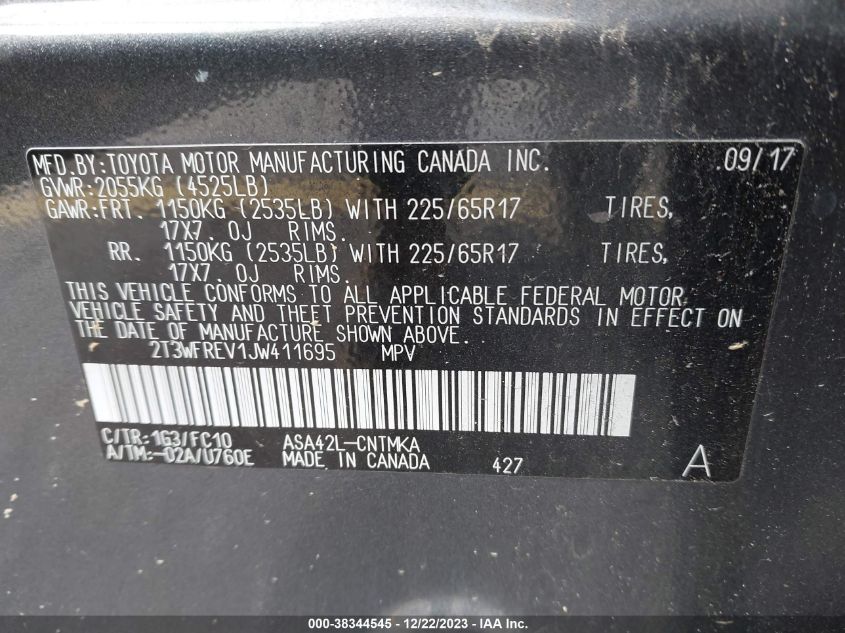 MFD.BY:TOYOTA MOTOR MANUFACTURING CANADA INC. 09/17
GVWR:2055KG (4525LB)
GAWR:FRT. 1150KG (2535LB) WITH 225/65R17 TIRES,
17X7.0J RIMS.
RR. 1150KG (2535LB) WITH 225/65R17 TIRES,
17X7.0J RIMS.
THIS VEHICLE CONFORMS TO ALL APPLICABLE FEDERAL MOTOR
VEHICLE SAFETY AND THEFT PREVENTION STANDARDS IN EFFECT ON
THE DATE OF MANUFACTURE SHOWN ABOVE.
2T3WFREV1JW411695 MPV
C/TR:1G3/FC10 ASA42L-CNTMKA
A/TM:-02A/U760E MADE IN CANADA 427 A
000-38344545 - 12/22/2023 - IAA Inc.